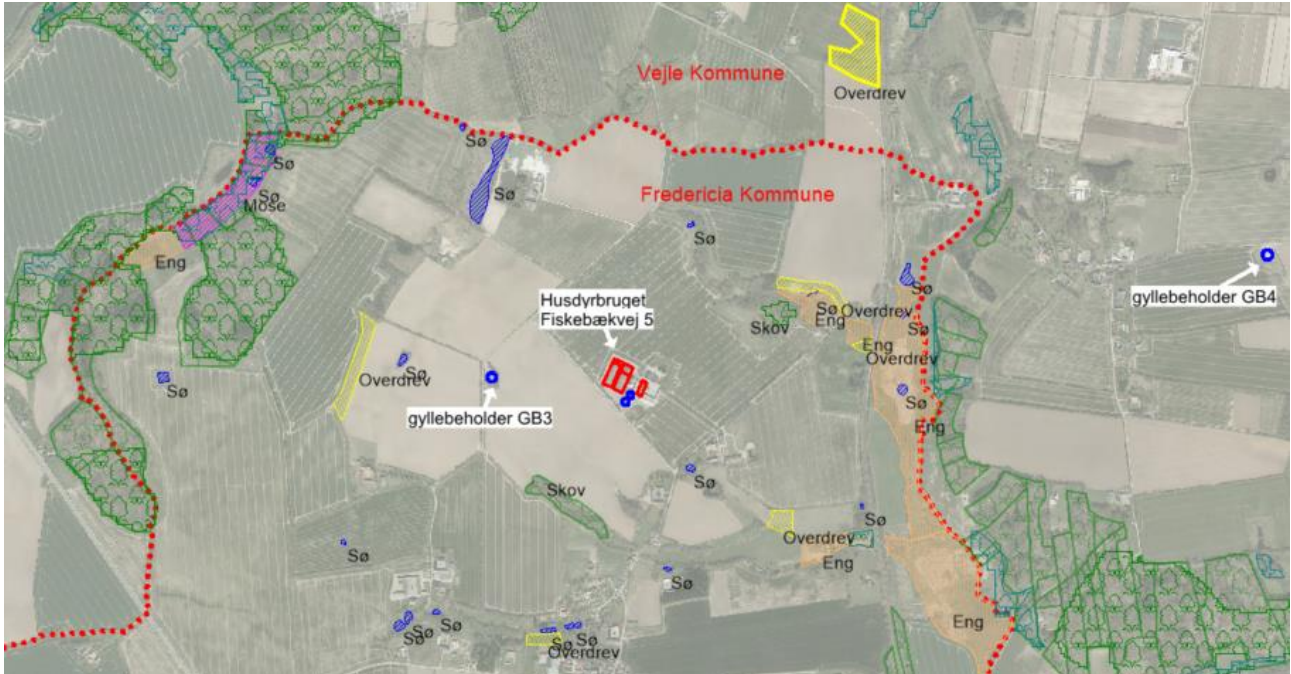 Vejle Kommune
Overdrev
Sø
Sø
Sø
Mose
Sø
Fredericia Kommune
Sø
Eng
Sø
gyllebeholder GB4
Husdyrbruget
Fiskebækvej 5
Sø
Overdrev
Skov
Eng
Sø
Eng
Overdrev
Overdrev
Sø
Sø
Sø
gyllebeholder GB3
Eng
Sø
Skov
Sø
Overdrev
Sø
Eng
Sø
Eng
Sø
Sø
Sø
Sø
Overdrev